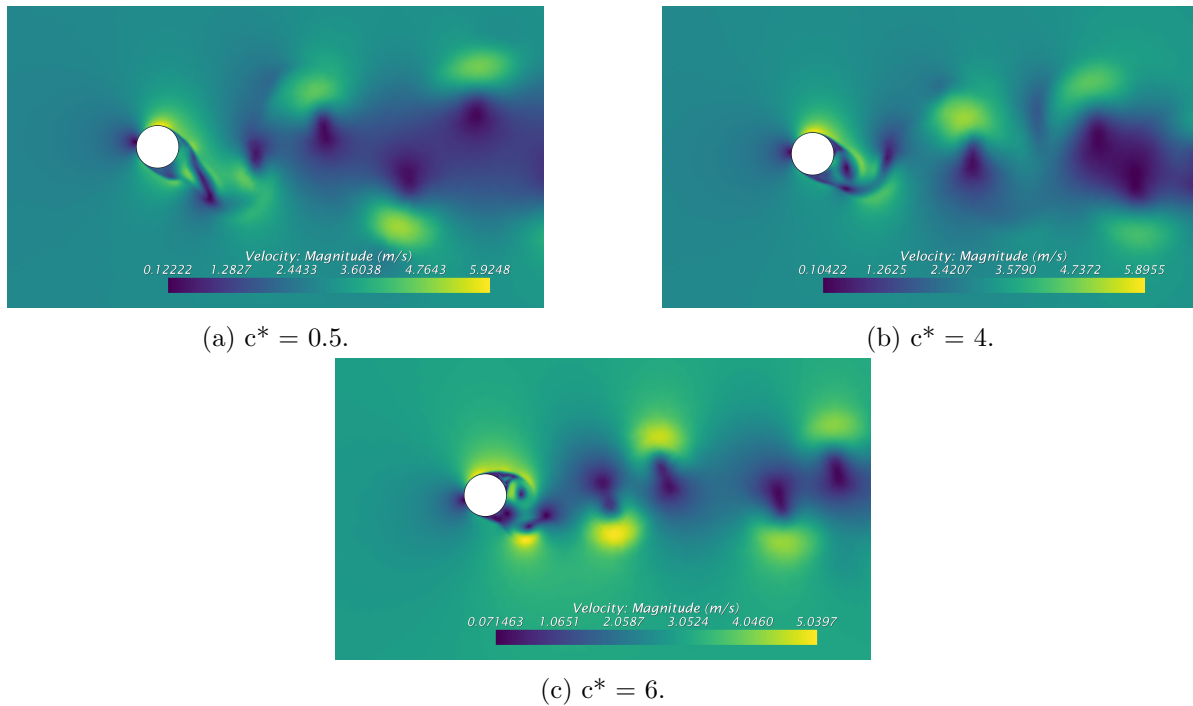 Velocity: Magnitude (m/s)
0.12222 1.2827 2.4433 3.6038 4.7643 5.9248
(a) c* = 0.5.
Velocity: Magnitude (m/s)
0.10422 1.2625 2.4207 3.5790 4.7372 5.8955
(b) c* = 4.
Velocity: Magnitude (m/s)
0.071463 1.0651 2.0587 3.0524 4.0460 5.0397
(c) c* = 6.